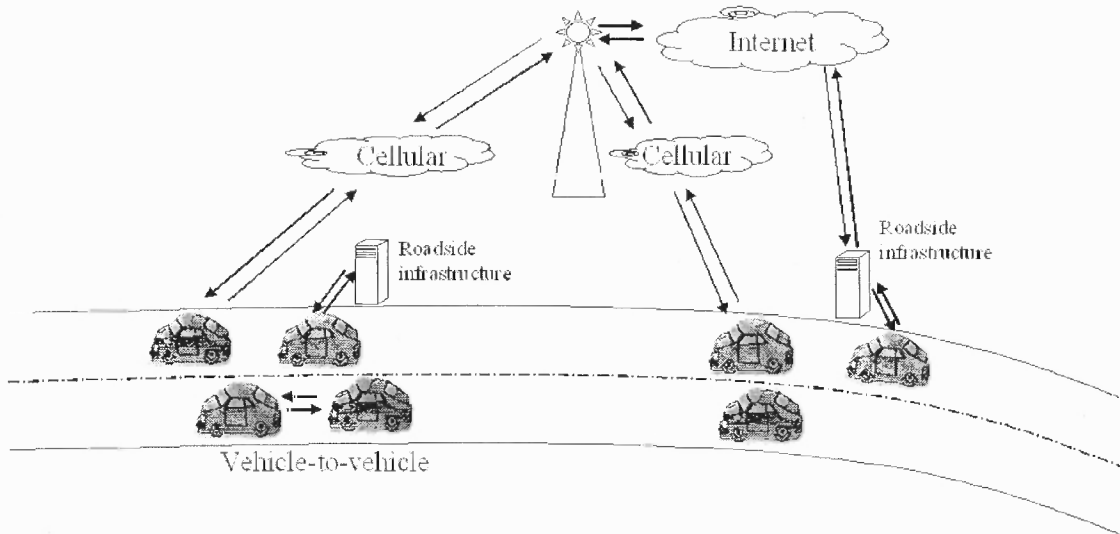 Internet
Cellular
Cellular
Roadside
infrastructure
Roadside
infrastructure
Vehicle-to-vehicle